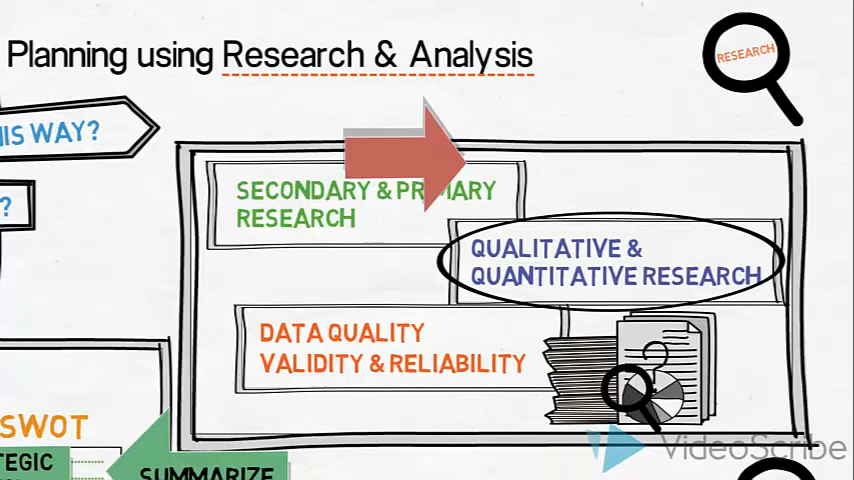 Planning using Research & Analysis
RESEARCH
WAY?
?
SECONDARY & PRIMARY
RESEARCH
QUALITATIVE &
QUANTITATIVE RESEARCH
DATA QUALITY
VALIDITY & RELIABILITY
SWOT
SUMMARIZE
VideoScribe